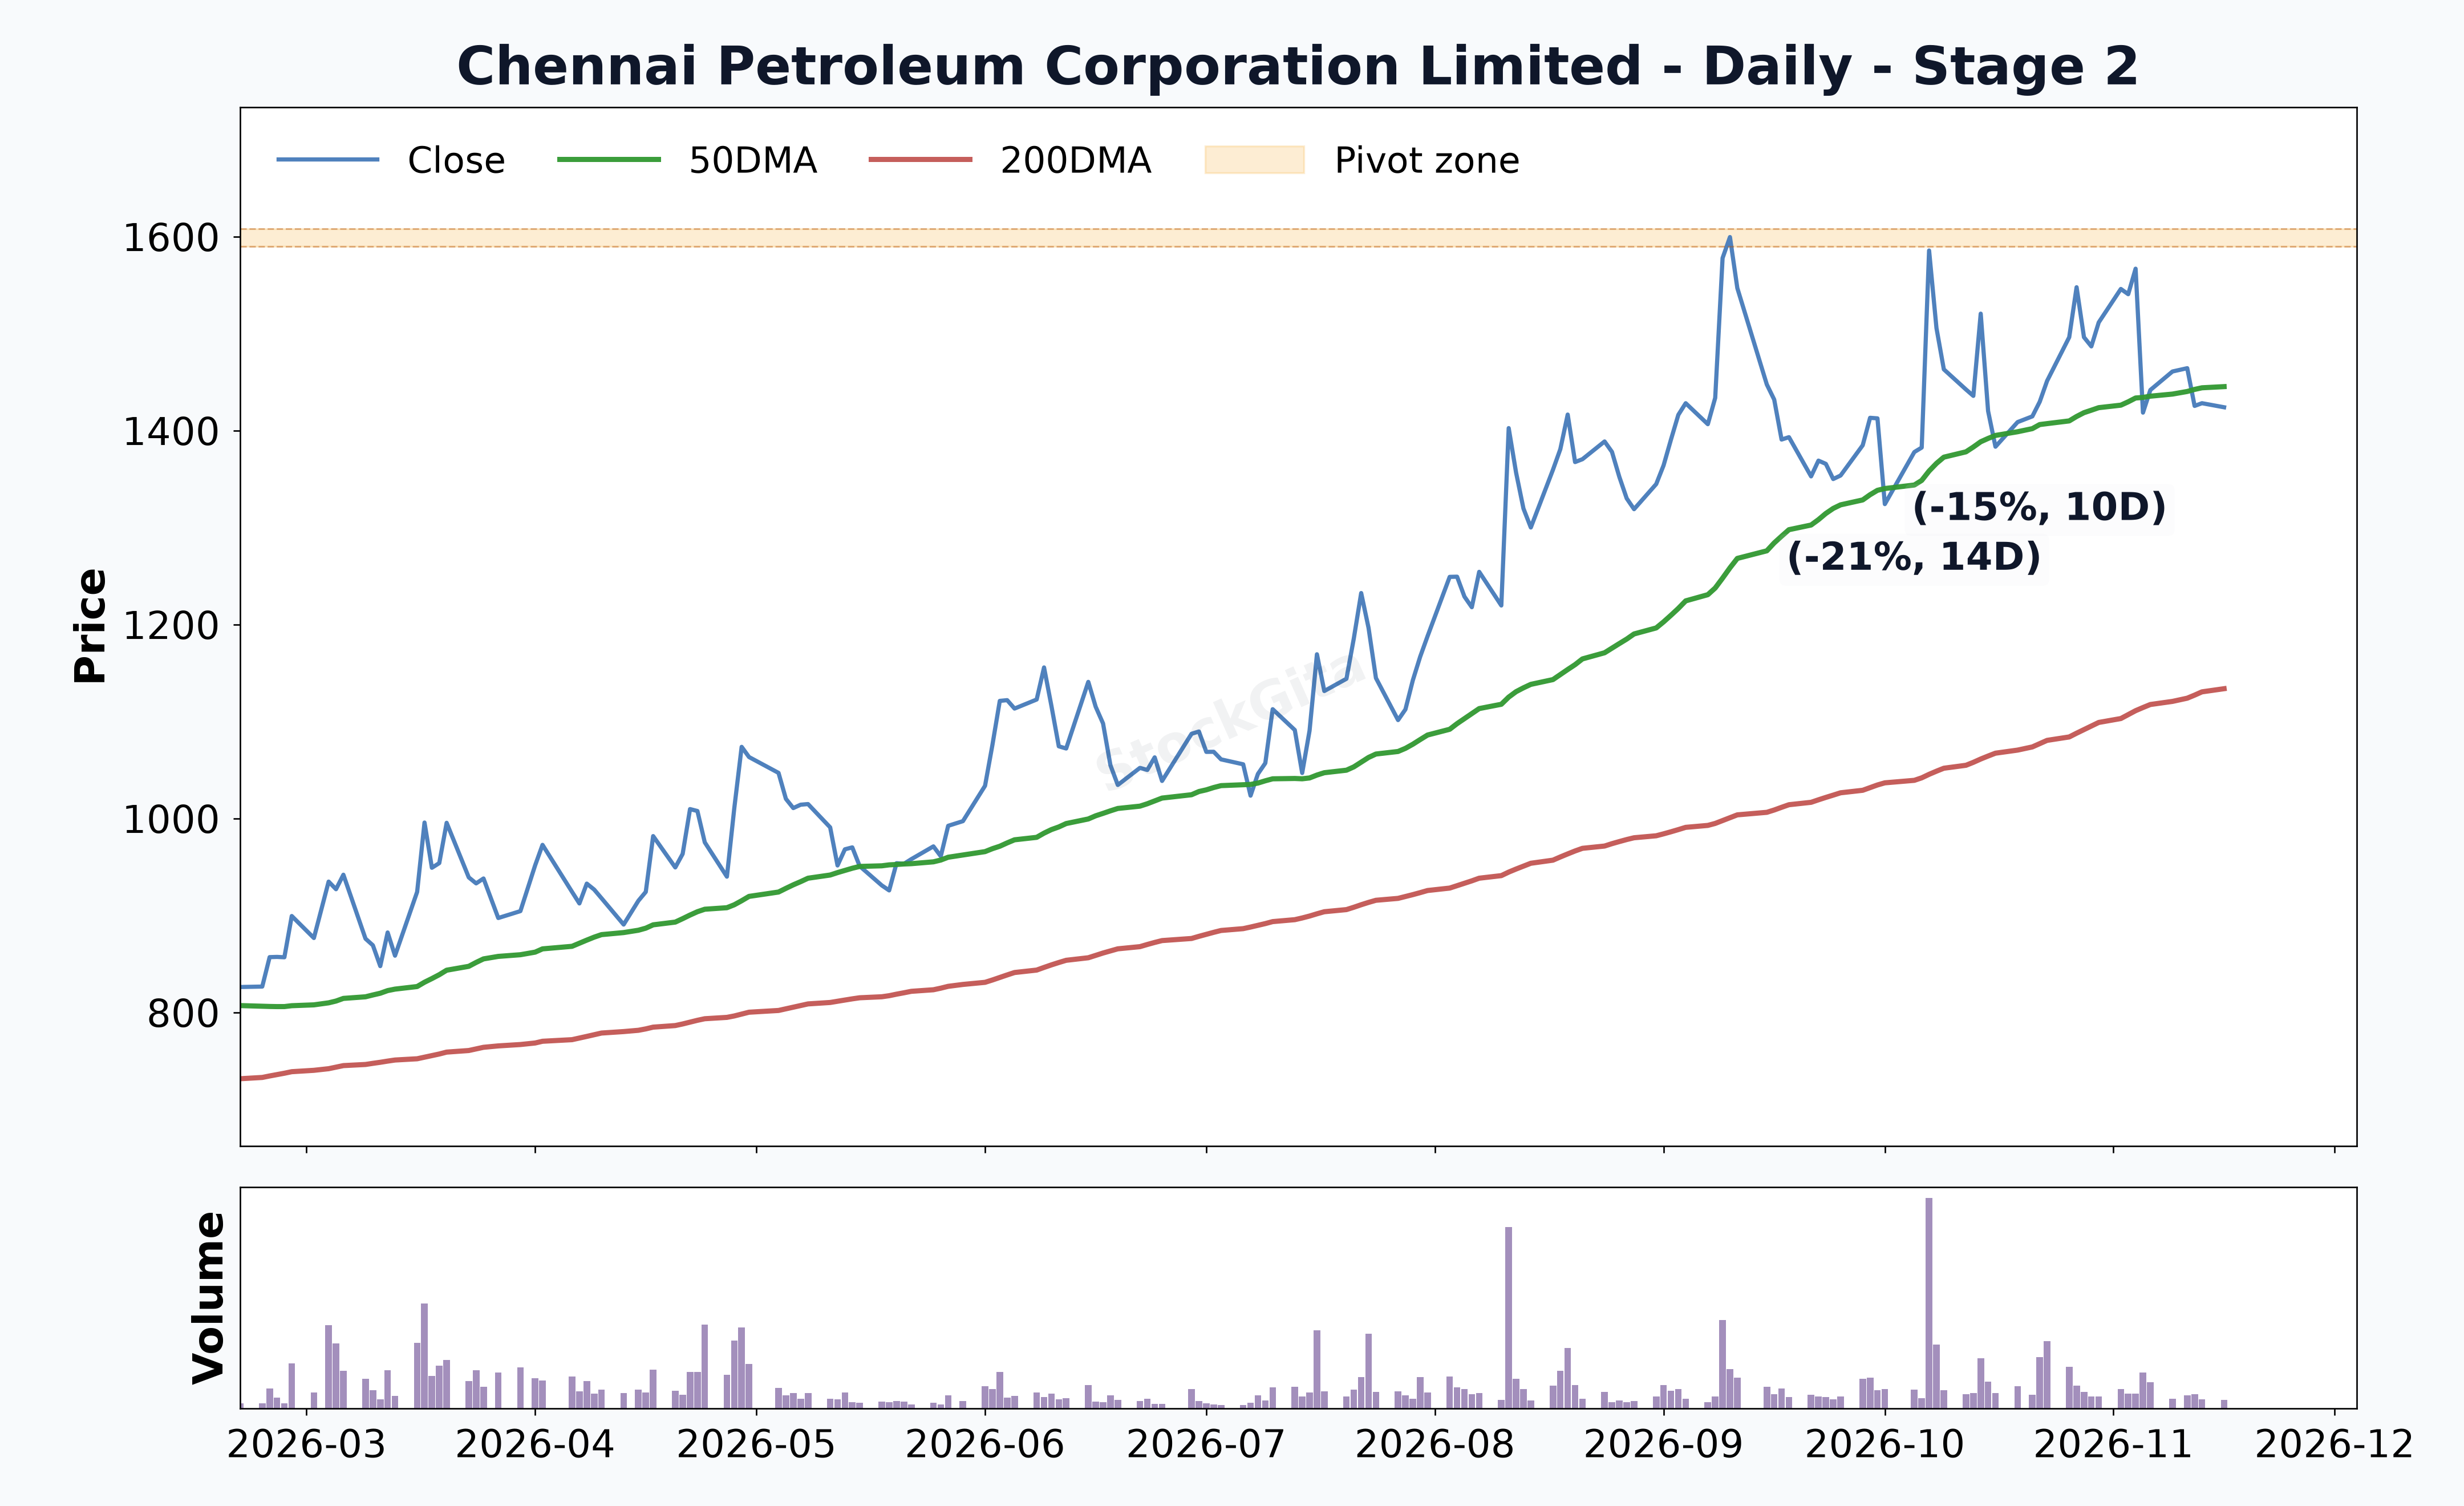 Chennai Petroleum Corporation Limited - Daily - Stage 2
Close 50DMA 200DMA Pivot zone
1600
1400
1200
1000
800
Price
(-15%, 10D)
(-21%, 14D)
StockGita
Volume
2026-03 2026-04 2026-05 2026-06 2026-07 2026-08 2026-09 2026-10 2026-11 2026-12